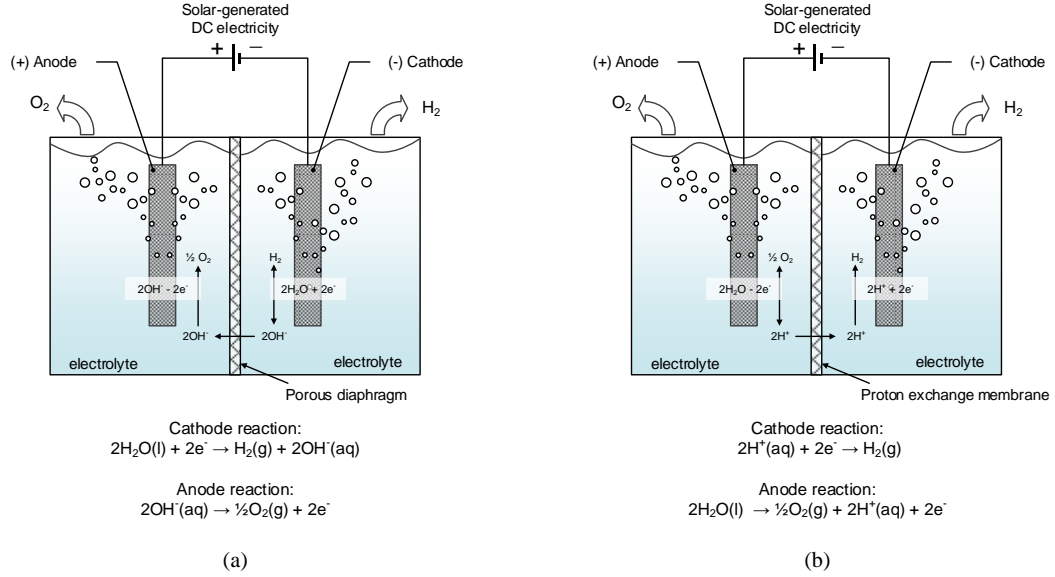 Solar-generated
DC electricity
+ −
(+) Anode
(-) Cathode
O₂
H₂
½ O₂
H₂
2OH⁻ - 2e⁻
2H₂O + 2e⁻
2OH⁻
2OH⁻
electrolyte
electrolyte
Porous diaphragm
Cathode reaction:
2H₂O(l) + 2e⁻ → H₂(g) + 2OH⁻(aq)
Anode reaction:
2OH⁻(aq) → ½O₂(g) + 2e⁻
(a)
Solar-generated
DC electricity
+ −
(+) Anode
(-) Cathode
O₂
H₂
½ O₂
H₂
2H₂O - 2e⁻
2H⁺ + 2e⁻
2H⁺
2H⁺
electrolyte
electrolyte
Proton exchange membrane
Cathode reaction:
2H⁺(aq) + 2e⁻ → H₂(g)
Anode reaction:
2H₂O(l) → ½O₂(g) + 2H⁺(aq) + 2e⁻
(b)